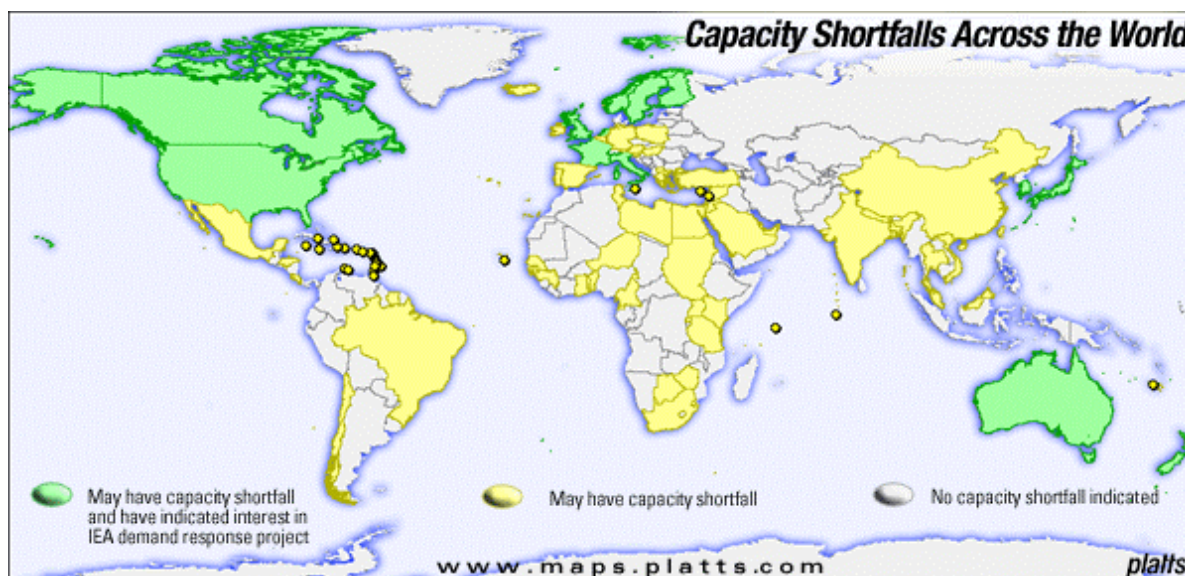 Capacity Shortfalls Across the World
May have capacity shortfall
and have indicated interest in
IEA demand response project
May have capacity shortfall
No capacity shortfall indicated
www.maps.platts.com
platts